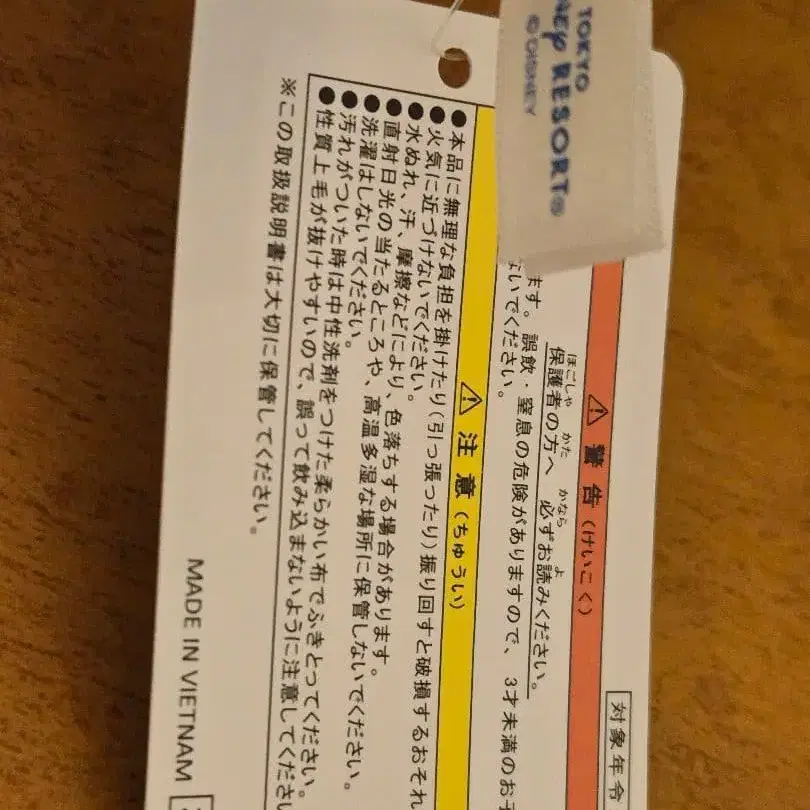 TOKYO
NEY RESORT®
©DISNEY
対象年令
⚠ 警告(けいこく)
ほごしゃ かた かなら よ
保護者の方へ 必ずお読みください。
ます。誤飲・窒息の危険がありますので、3才未満のお子
ないでください。
⚠ 注意(ちゅうい)
●本品に無理な負担を掛けたり(引っ張ったり)振り回すと破損するおそれ
●火気に近づけないでください。
●水ぬれ、汗、摩擦などにより、色落ちする場合があります。
●直射日光の当たるところや、高温多湿な場所に保管しないでください。
●洗濯はしないでください。
●汚れがついた時は中性洗剤をつけた柔らかい布でふきとってください。
●性質上毛が抜けやすいので、誤って飲み込まないように注意してくださ
※この取扱説明書は大切に保管してください。
MADE IN VIETNAM